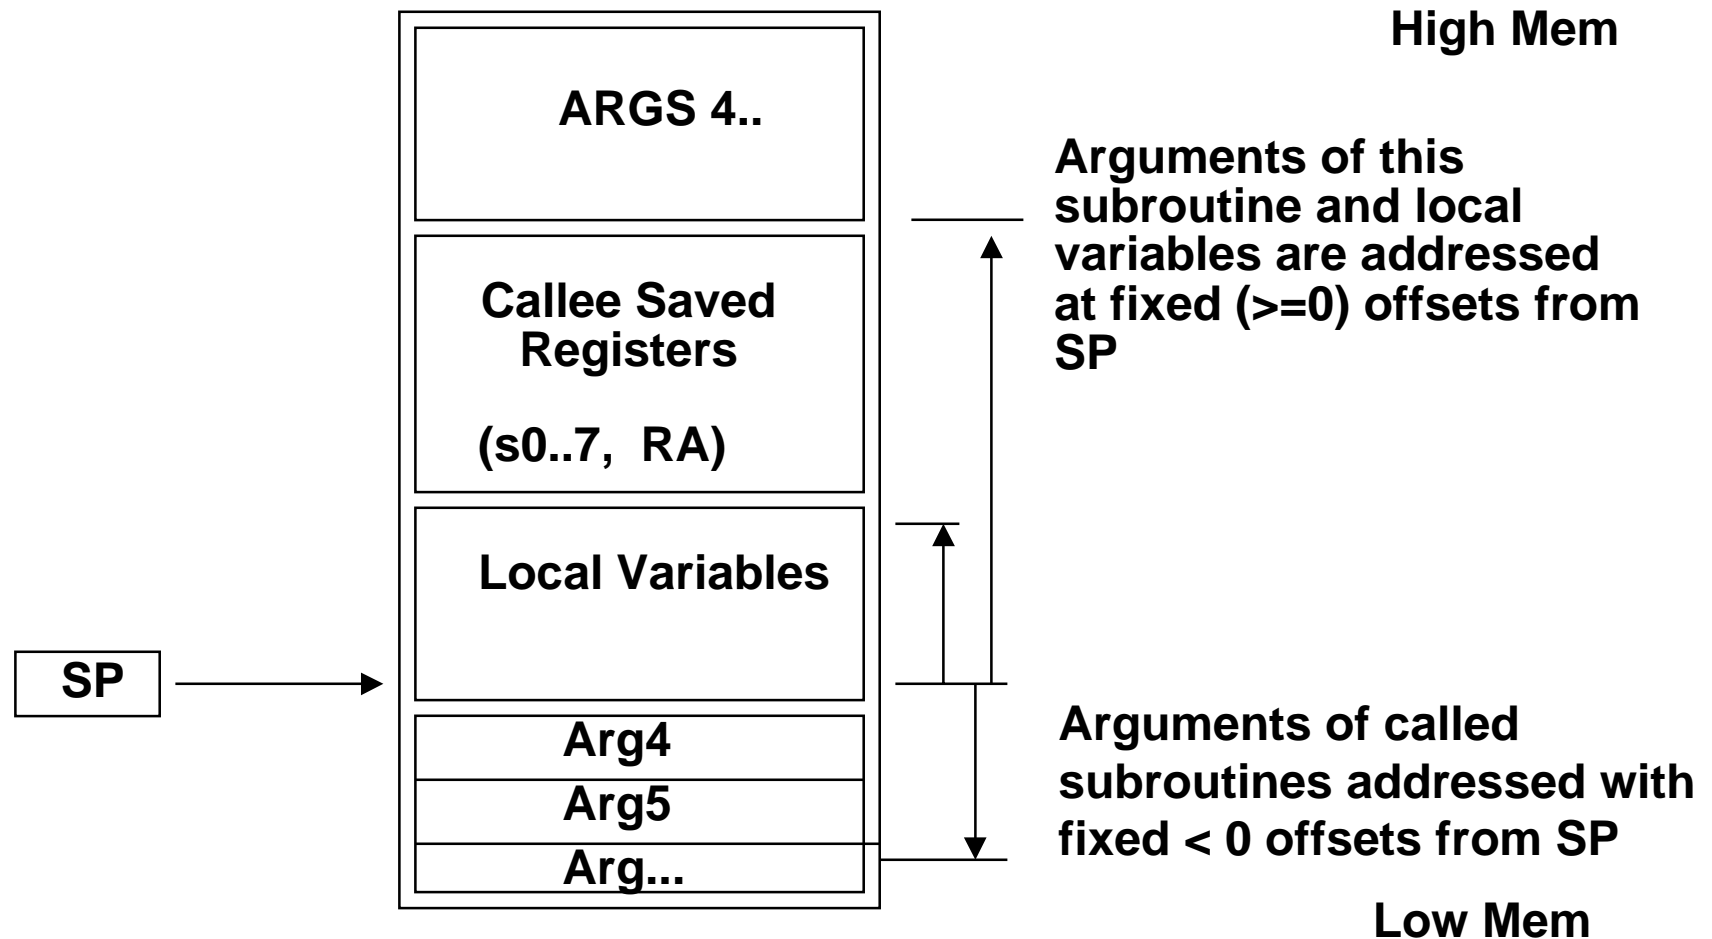 High Mem
ARGS 4..
Arguments of this
subroutine and local
variables are addressed
at fixed (>=0) offsets from
SP
Callee Saved
Registers
(s0..7, RA)
Local Variables
SP
Arg4
Arg5
Arg...
Arguments of called
subroutines addressed with
fixed < 0 offsets from SP
Low Mem